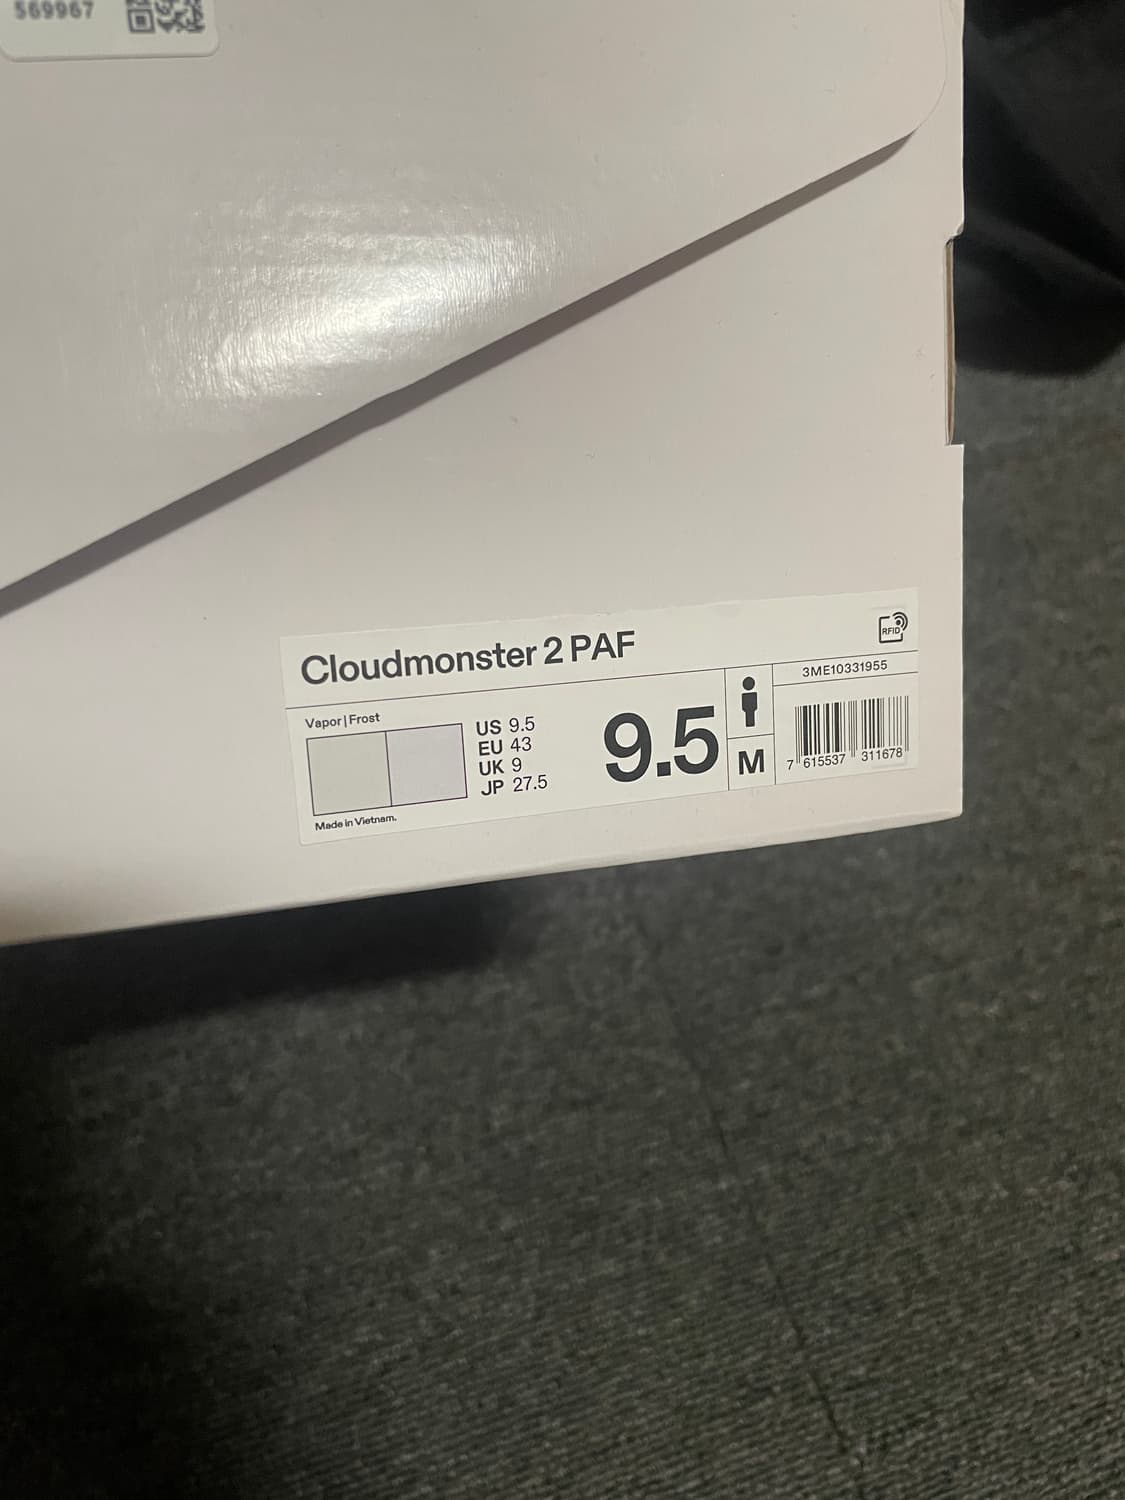 569967
Cloudmonster 2 PAF
RFID
3ME10331955
Vapor | Frost
US 9.5
EU 43
UK 9
JP 27.5
9.5
M
7 615537 311678
Made in Vietnam.